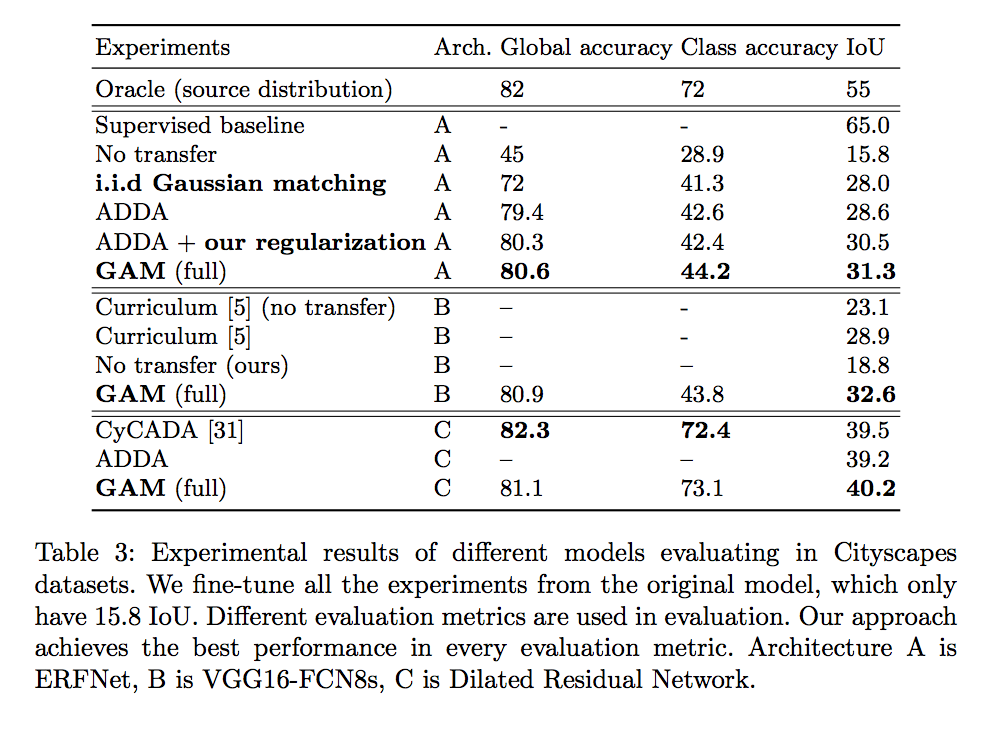 Experiments Arch. Global accuracy Class accuracy IoU
Oracle (source distribution) 82 72 55
Supervised baseline A - - 65.0
No transfer A 45 28.9 15.8
i.i.d Gaussian matching A 72 41.3 28.0
ADDA A 79.4 42.6 28.6
ADDA + our regularization A 80.3 42.4 30.5
GAM (full) A 80.6 44.2 31.3
Curriculum [5] (no transfer) B – - 23.1
Curriculum [5] B – - 28.9
No transfer (ours) B – – 18.8
GAM (full) B 80.9 43.8 32.6
CyCADA [31] C 82.3 72.4 39.5
ADDA C – – 39.2
GAM (full) C 81.1 73.1 40.2
Table 3: Experimental results of different models evaluating in Cityscapes
datasets. We fine-tune all the experiments from the original model, which only
have 15.8 IoU. Different evaluation metrics are used in evaluation. Our approach
achieves the best performance in every evaluation metric. Architecture A is
ERFNet, B is VGG16-FCN8s, C is Dilated Residual Network.